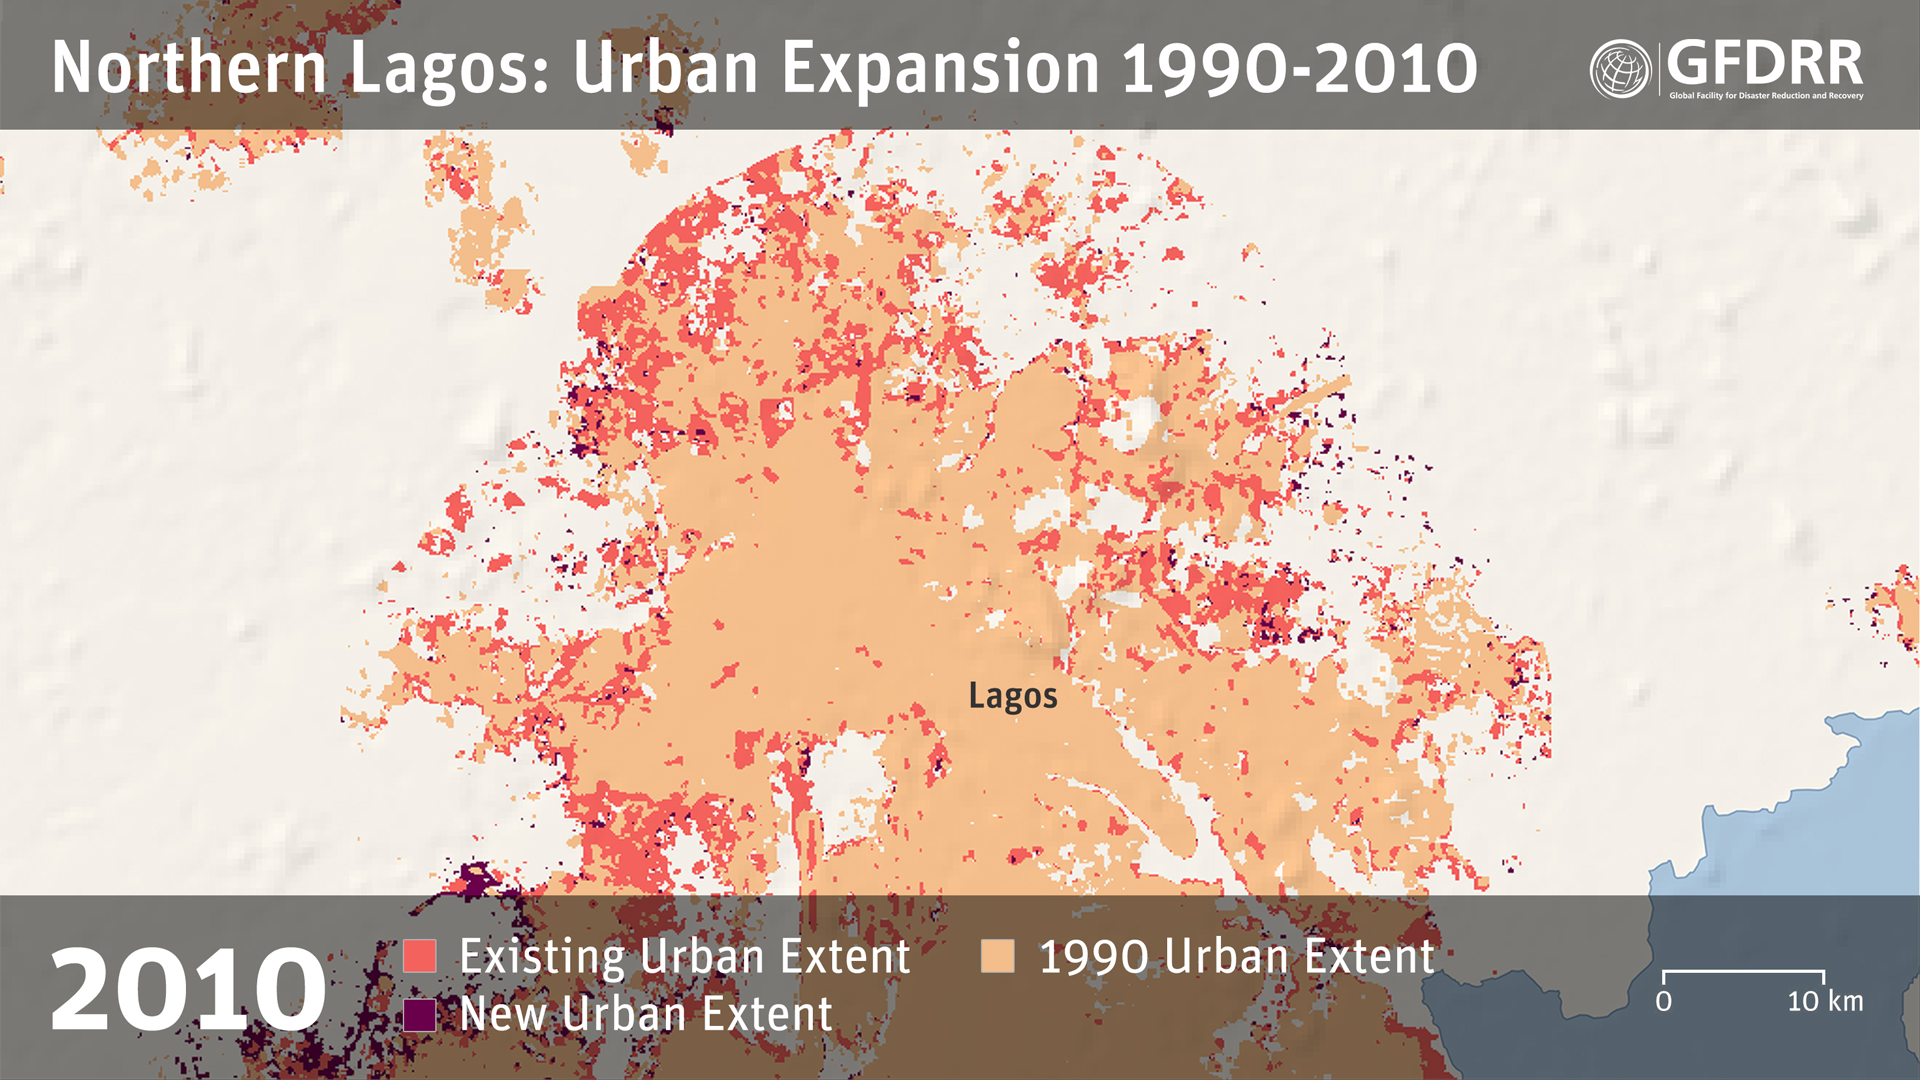 Northern Lagos: Urban Expansion 1990-2010
GFDRR
Global Facility for Disaster Reduction and Recovery
Lagos
2010
Existing Urban Extent
1990 Urban Extent
New Urban Extent
0 10 km